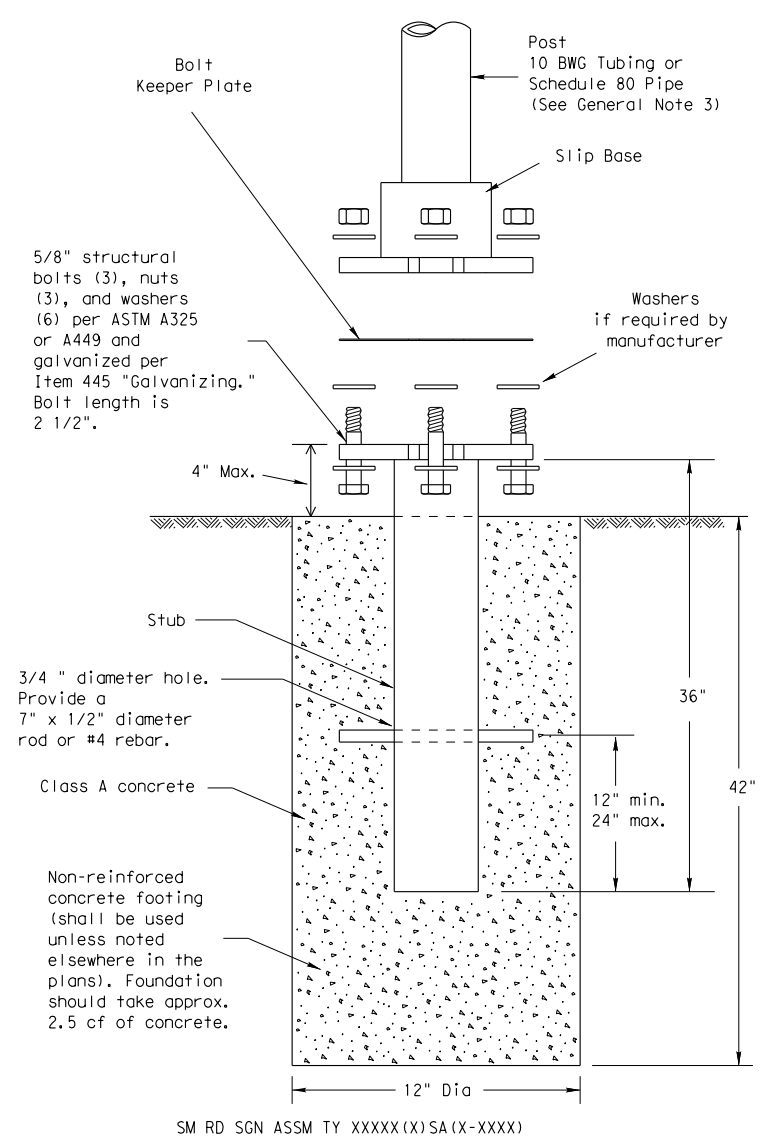 Post
10 BWG Tubing or
Schedule 80 Pipe
(See General Note 3)
Bolt
Keeper Plate
Slip Base
5/8" structural
bolts (3), nuts
(3), and washers
(6) per ASTM A325
or A449 and
galvanized per
Item 445 "Galvanizing."
Bolt length is
2 1/2".
Washers
if required by
manufacturer
4" Max.
Stub
3/4 " diameter hole.
Provide a
7" x 1/2" diameter
rod or #4 rebar.
36"
Class A concrete
42"
12" min.
24" max.
Non-reinforced
concrete footing
(shall be used
unless noted
elsewhere in the
plans). Foundation
should take approx.
2.5 cf of concrete.
12" Dia
SM RD SGN ASSM TY XXXXX(X)SA(X-XXXX)